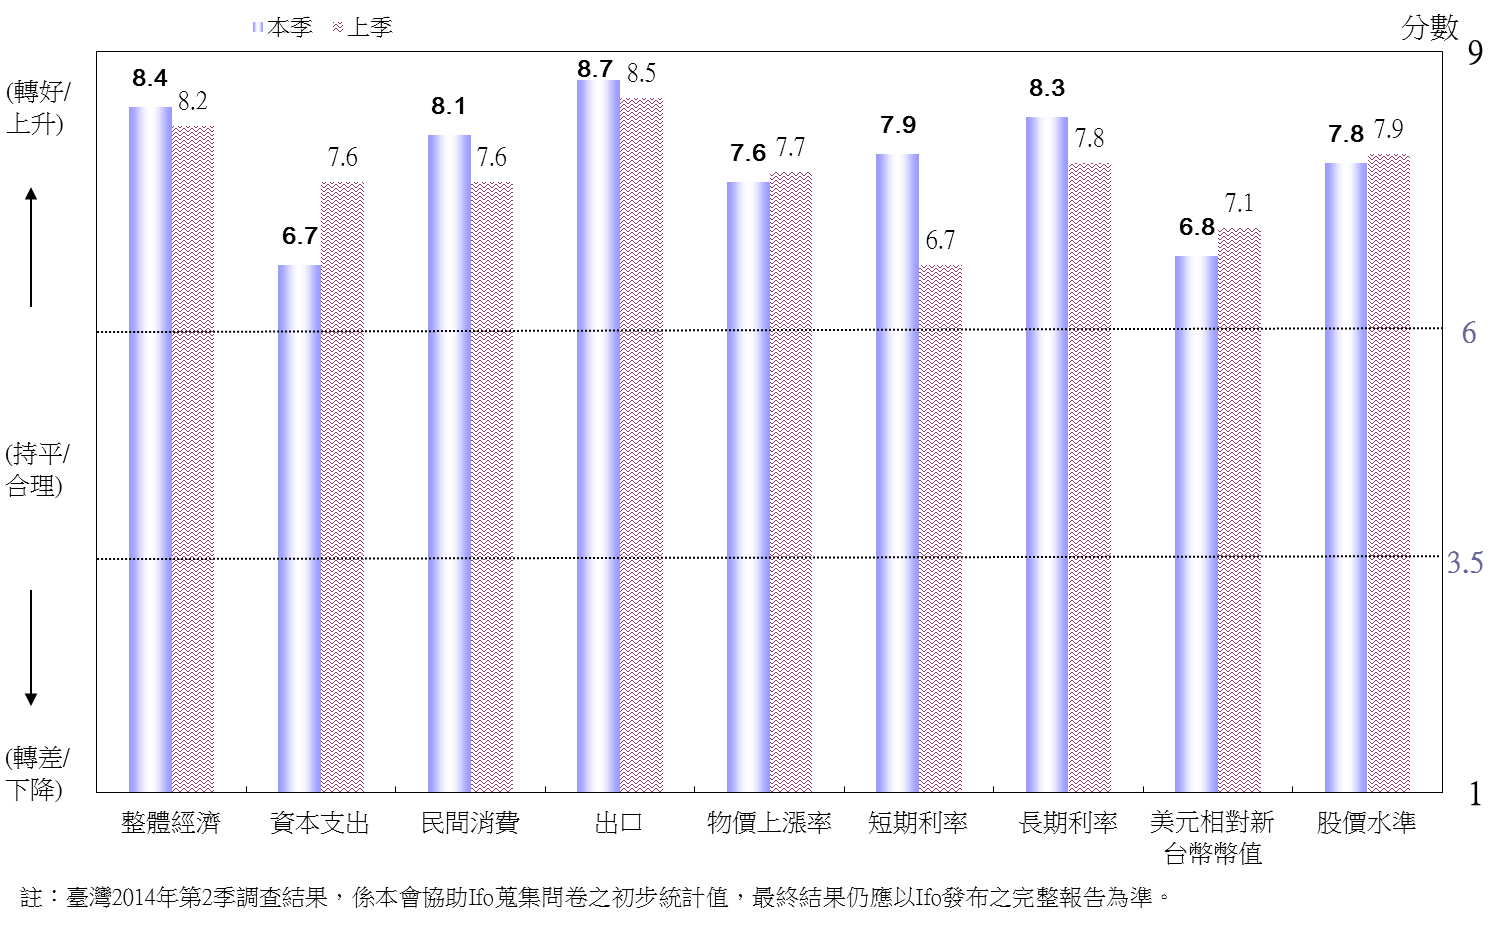 本季 上季
分數
9
(轉好/
上升)
8.4 8.2
6.7 7.6
8.1 7.6
8.7 8.5
7.6 7.7
7.9 6.7
8.3 7.8
6.8 7.1
7.8 7.9
6
(持平/
合理)
3.5
(轉差/
下降)
1
整體經濟 資本支出 民間消費 出口 物價上漲率 短期利率 長期利率 美元相對新 股價水準
台幣幣值
註：臺灣2014年第2季調查結果，係本會協助Ifo蒐集問卷之初步統計值，最終結果仍應以Ifo發布之完整報告為準。